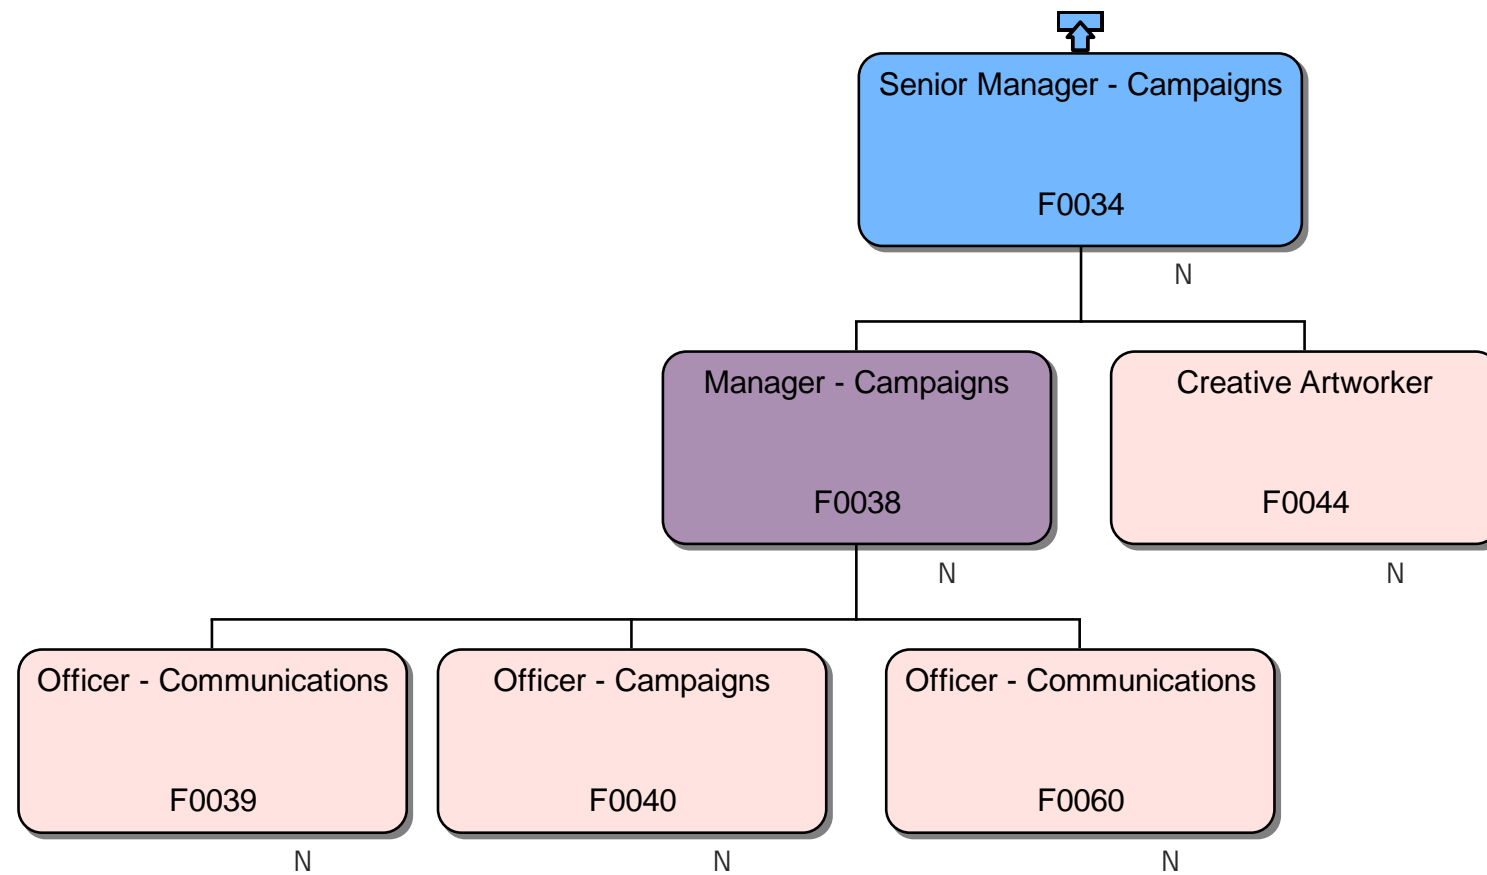 Senior Manager - Campaigns
F0034
N
Manager - Campaigns
F0038
N
Creative Artworker
F0044
N
Officer - Communications
F0039
N
Officer - Campaigns
F0040
N
Officer - Communications
F0060
N